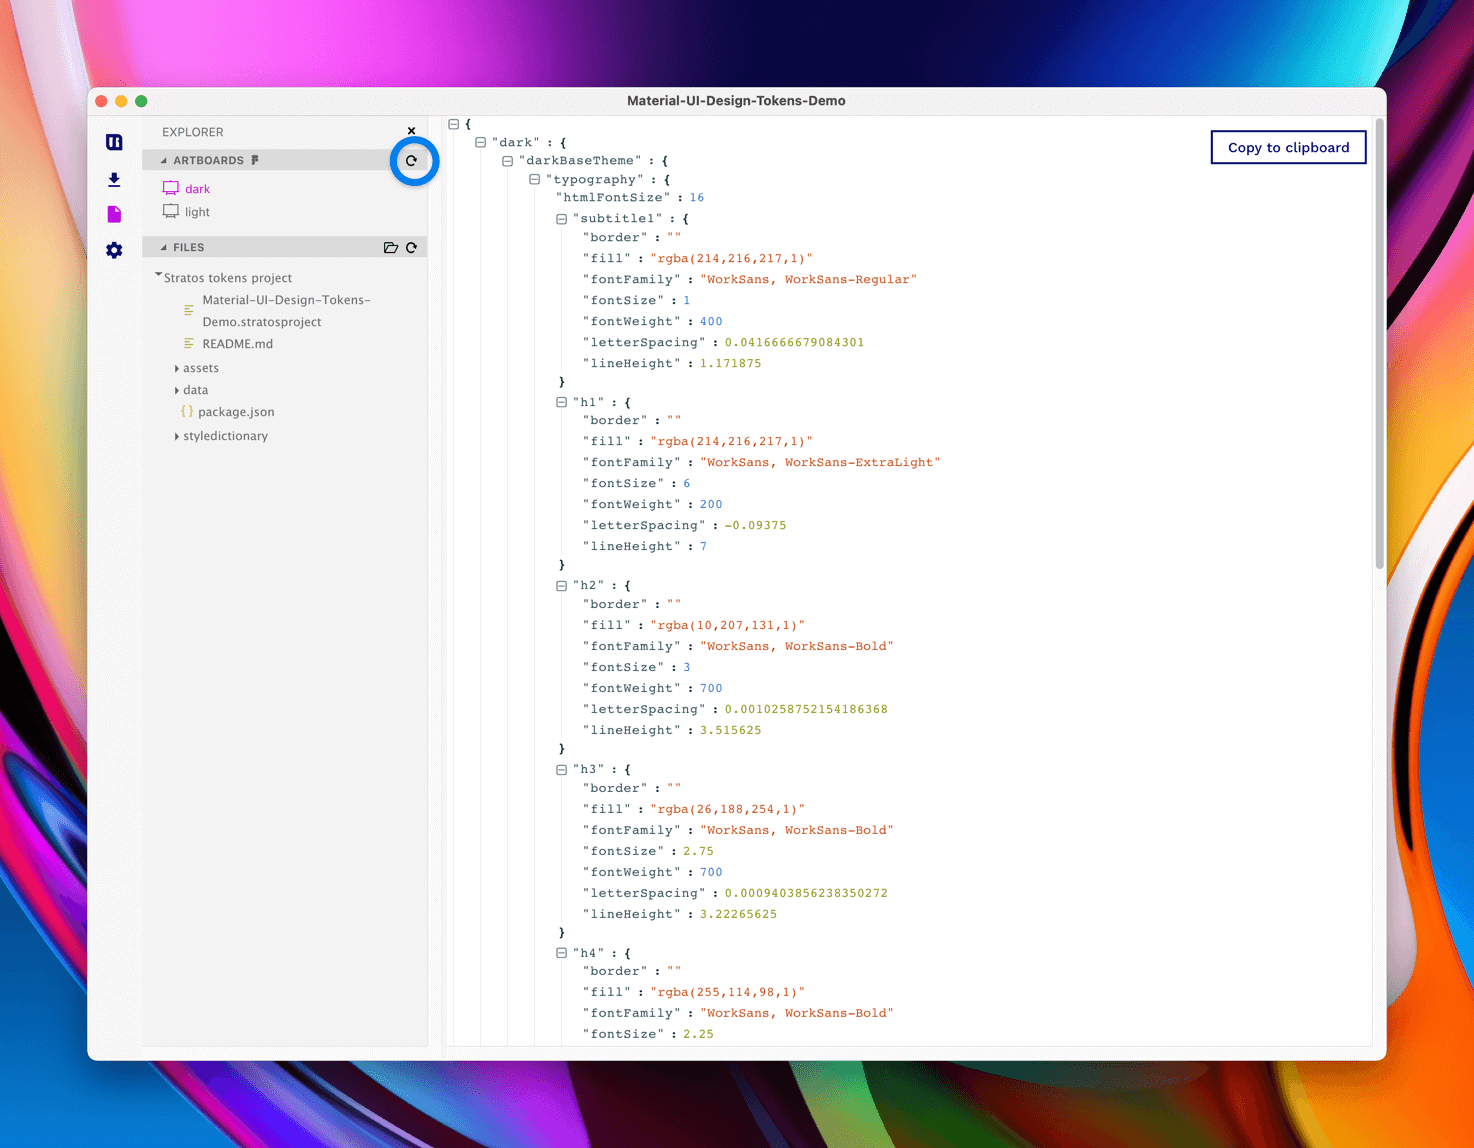 Material-UI-Design-Tokens-Demo
EXPLORER
ARTBOARDS
dark
light
FILES
Stratos tokens project
Material-UI-Design-Tokens-
Demo.stratosproject
README.md
assets
data
{} package.json
styledictionary
Copy to clipboard
{
"dark" : {
"darkBaseTheme" : {
"typography" : {
"htmlFontSize" : 16
"subtitle1" : {
"border" : ""
"fill" : "rgba(214,216,217,1)"
"fontFamily" : "WorkSans, WorkSans-Regular"
"fontSize" : 1
"fontWeight" : 400
"letterSpacing" : 0.0416666679084301
"lineHeight" : 1.171875
}
"h1" : {
"border" : ""
"fill" : "rgba(214,216,217,1)"
"fontFamily" : "WorkSans, WorkSans-ExtraLight"
"fontSize" : 6
"fontWeight" : 200
"letterSpacing" : -0.09375
"lineHeight" : 7
}
"h2" : {
"border" : ""
"fill" : "rgba(10,207,131,1)"
"fontFamily" : "WorkSans, WorkSans-Bold"
"fontSize" : 3
"fontWeight" : 700
"letterSpacing" : 0.0010258752154186368
"lineHeight" : 3.515625
}
"h3" : {
"border" : ""
"fill" : "rgba(26,188,254,1)"
"fontFamily" : "WorkSans, WorkSans-Bold"
"fontSize" : 2.75
"fontWeight" : 700
"letterSpacing" : 0.0009403856238350272
"lineHeight" : 3.22265625
}
"h4" : {
"border" : ""
"fill" : "rgba(255,114,98,1)"
"fontFamily" : "WorkSans, WorkSans-Bold"
"fontSize" : 2.25